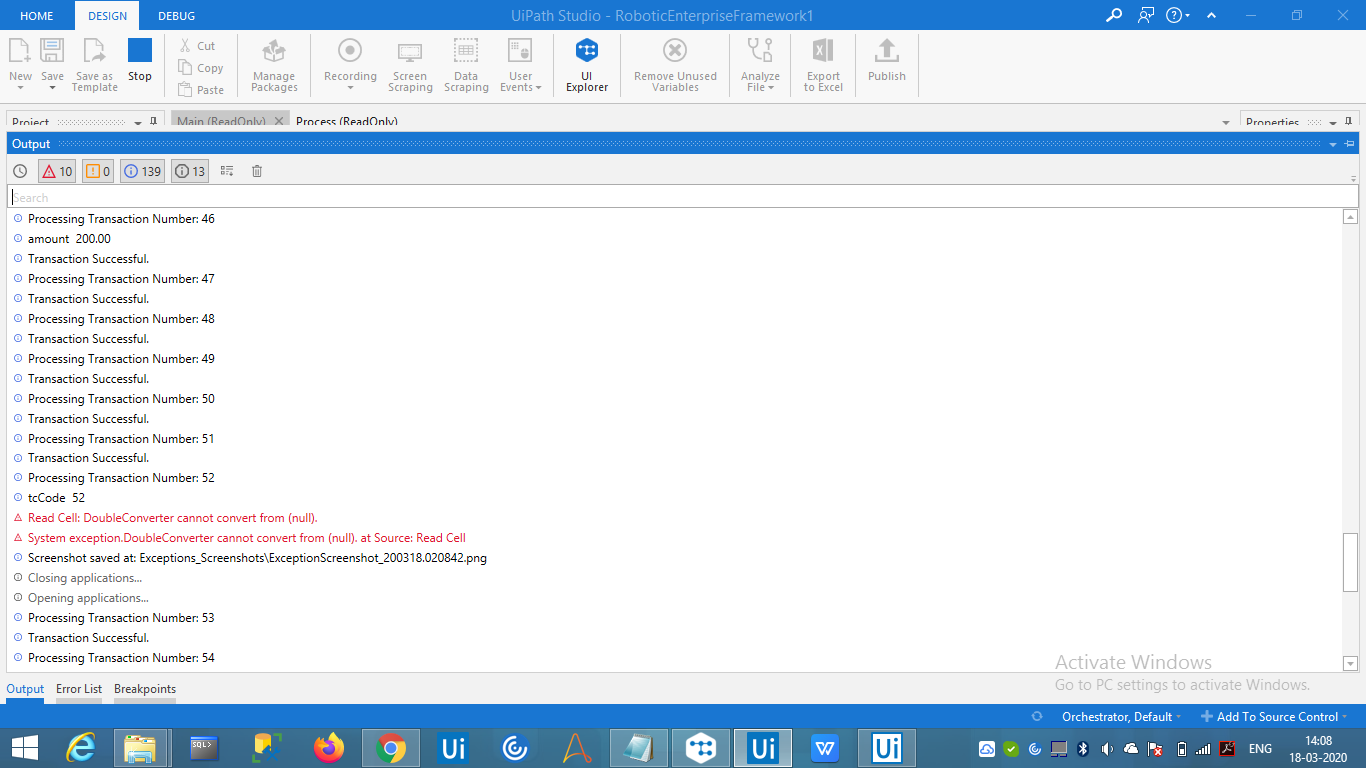 HOME DESIGN DEBUG UiPath Studio - RoboticEnterpriseFramework1
New Save Save as Template Stop Cut Copy Paste Manage Packages Recording Screen Scraping Data Scraping User Events UI Explorer Remove Unused Variables Analyze File Export to Excel Publish
Project Main (ReadOnly) Process (ReadOnly) Properties
Output
10 0 139 13
Search
Processing Transaction Number: 46
amount 200.00
Transaction Successful.
Processing Transaction Number: 47
Transaction Successful.
Processing Transaction Number: 48
Transaction Successful.
Processing Transaction Number: 49
Transaction Successful.
Processing Transaction Number: 50
Transaction Successful.
Processing Transaction Number: 51
Transaction Successful.
Processing Transaction Number: 52
tcCode 52
Read Cell: DoubleConverter cannot convert from (null).
System exception.DoubleConverter cannot convert from (null). at Source: Read Cell
Screenshot saved at: Exceptions_Screenshots\ExceptionScreenshot_200318.020842.png
Closing applications...
Opening applications...
Processing Transaction Number: 53
Transaction Successful.
Processing Transaction Number: 54
Activate Windows
Go to PC settings to activate Windows.
Output Error List Breakpoints
Orchestrator, Default Add To Source Control
SQL> Ui Ui W Ui ENG 14:08
18-03-2020